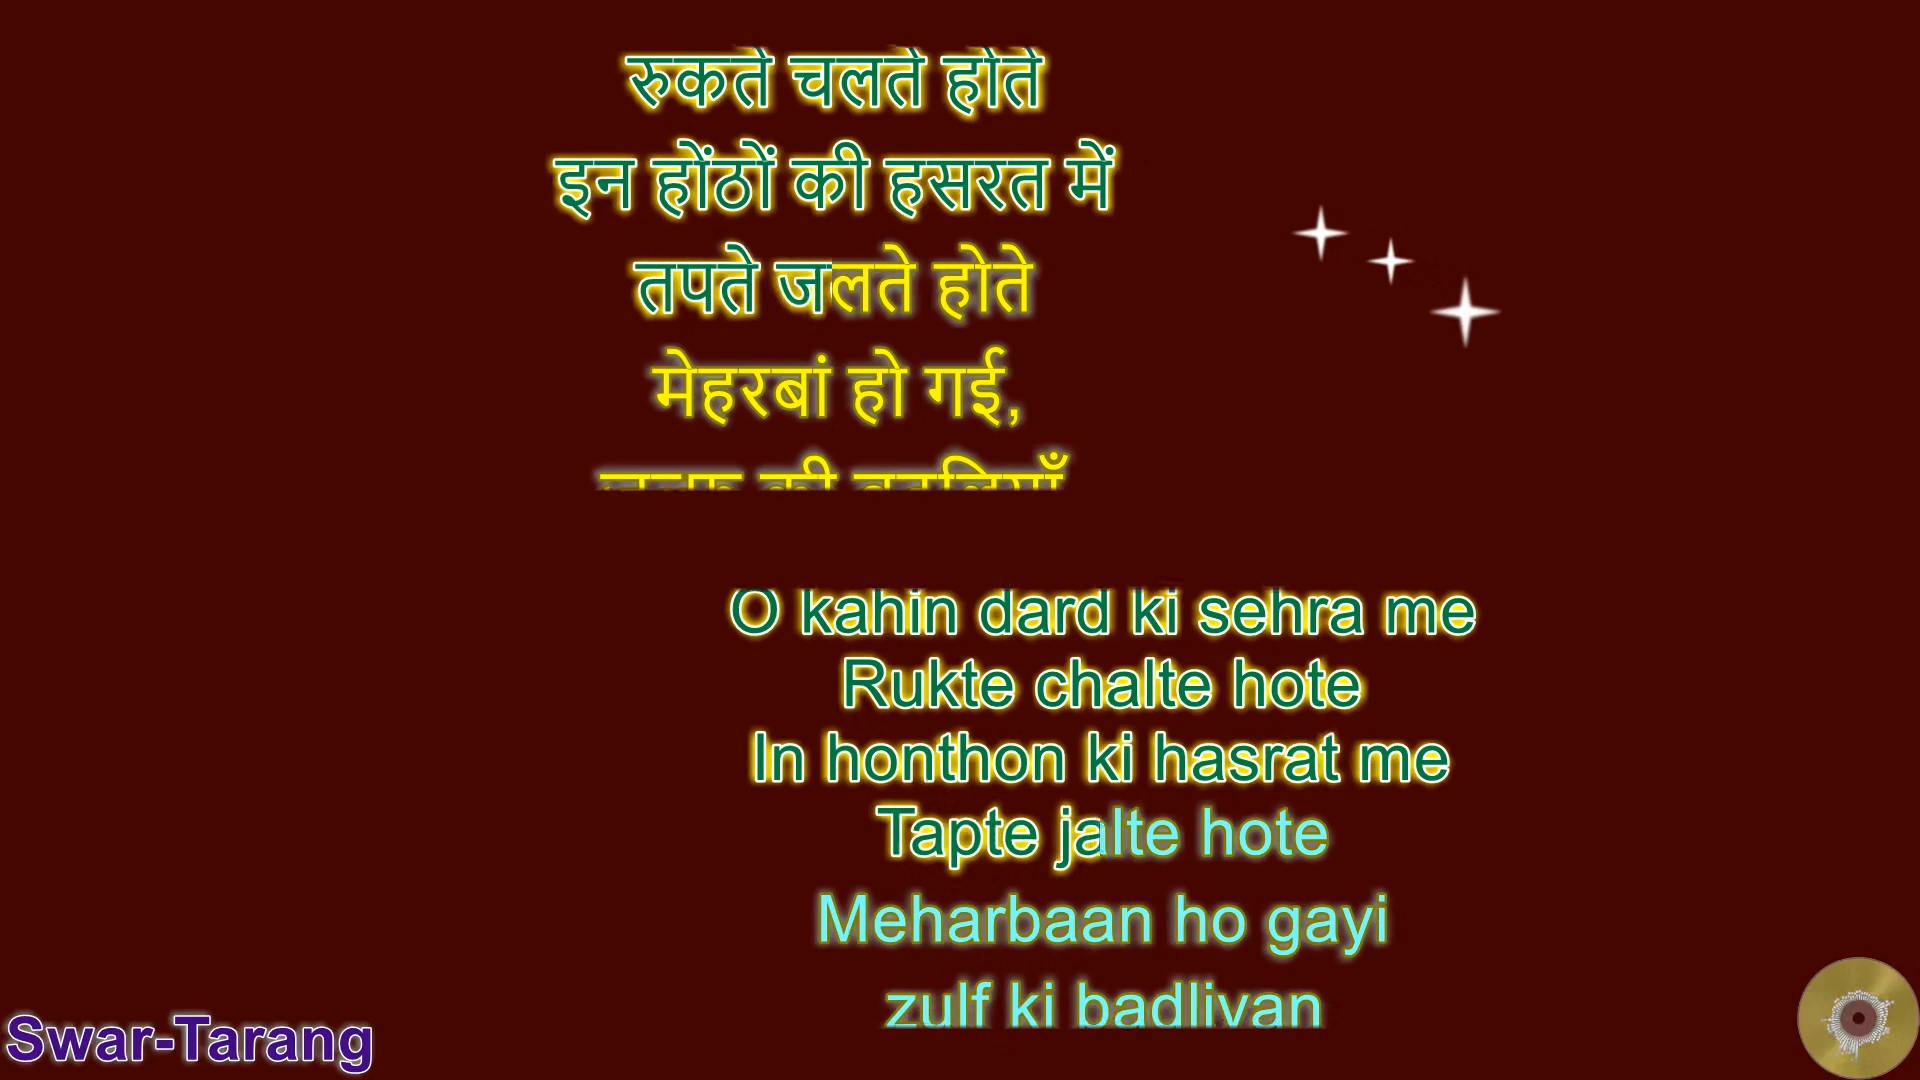 रुकते चलते होते
इन होंठों की हसरत में
तपते जलते होते
मेहरबां हो गई,
की
O kahin dard ki sehra me
Rukte chalte hote
In honthon ki hasrat me
Tapte jalte hote
Meharbaan ho gayi
zulf ki badliyan
Swar-Tarang